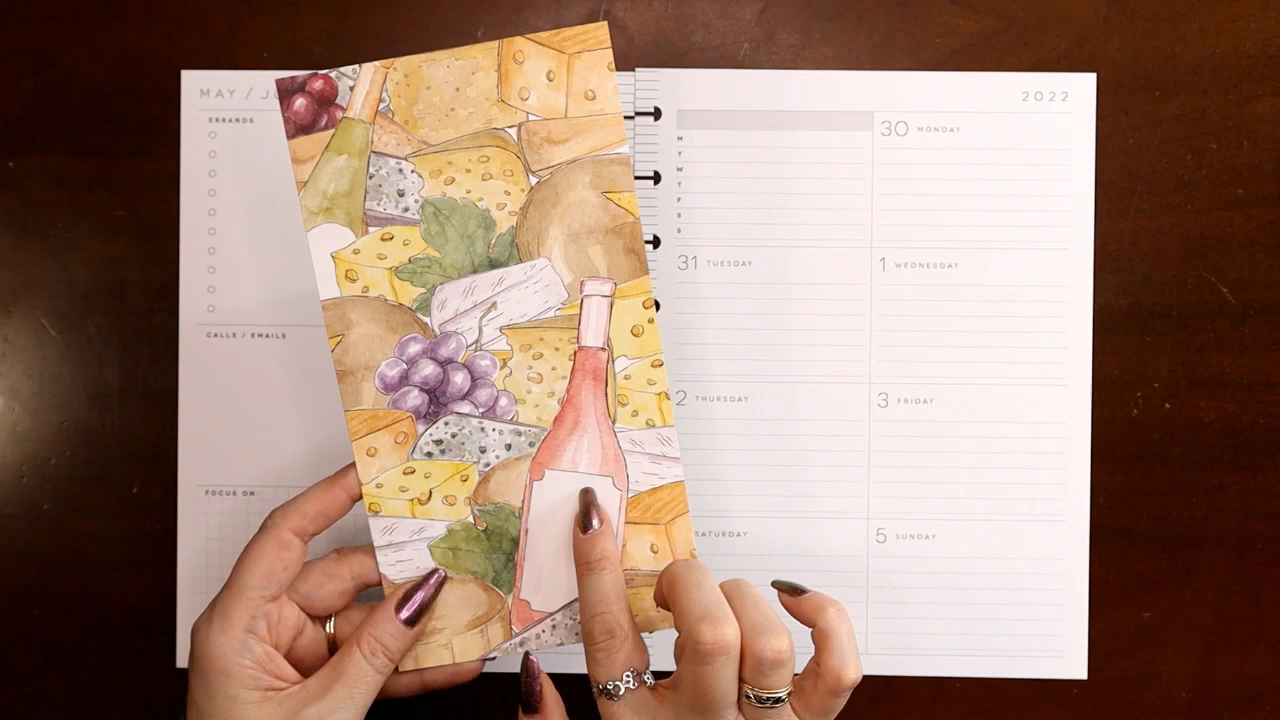 MAY / JU
ERRANDS
CALLS / EMAILS
FOCUS ON:
2022
M
T
W
T
F
S
S
30 MONDAY
31 TUESDAY
1 WEDNESDAY
2 THURSDAY
3 FRIDAY
SATURDAY
5 SUNDAY